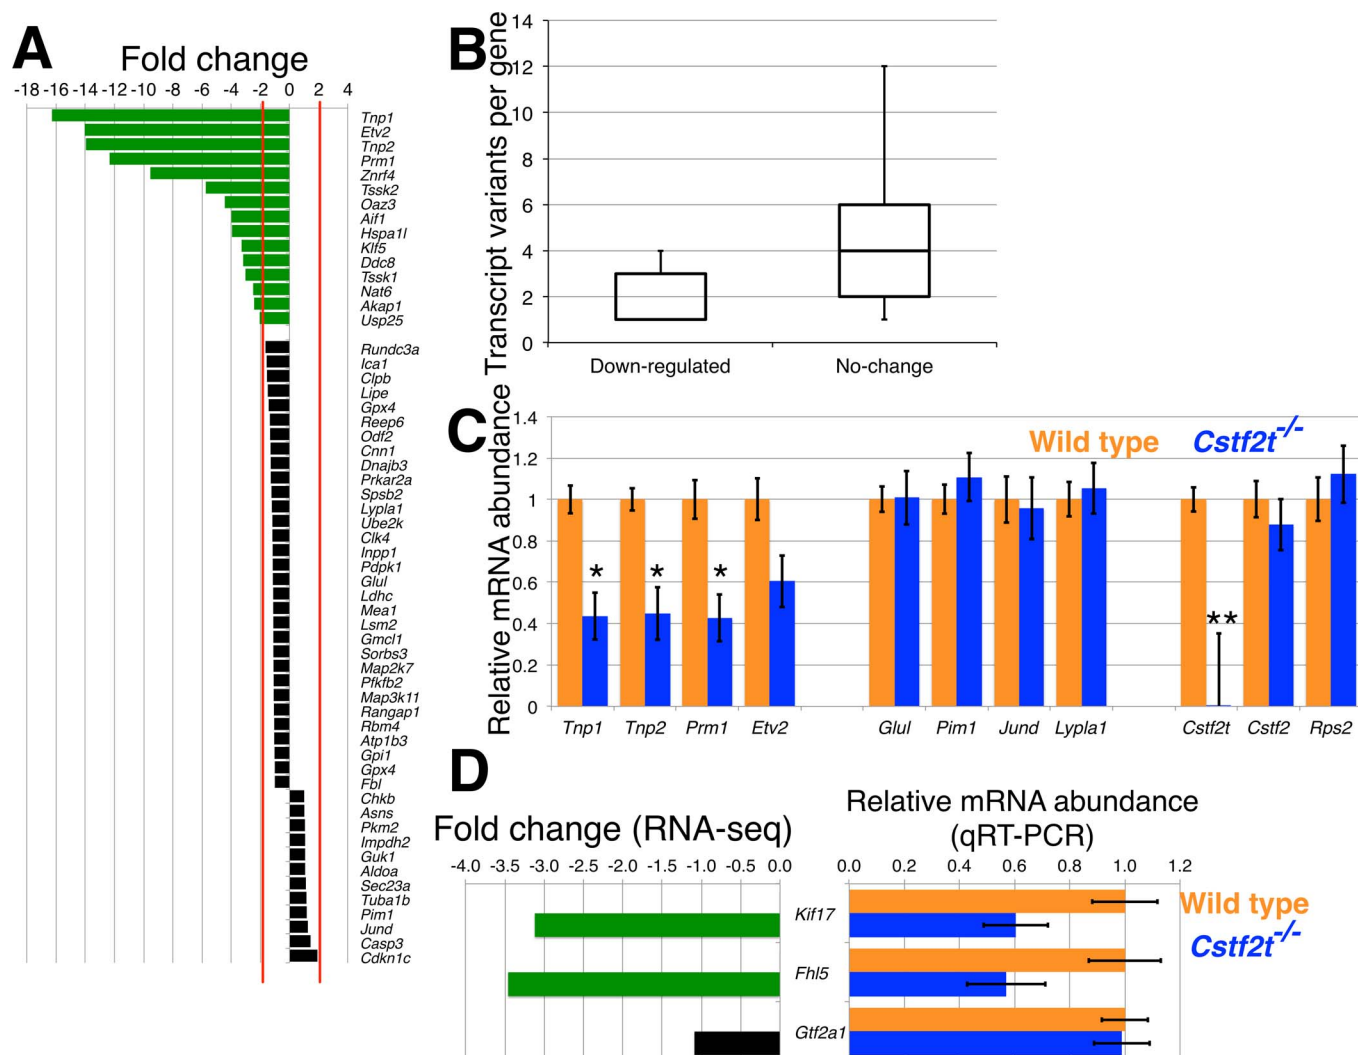 A
Fold change
-18 -16 -14 -12 -10 -8 -6 -4 -2 0 2 4
Tnp1
Etv2
Tnp2
Prm1
Znrf4
Tssk2
Oaz3
Aif1
Hspa1l
Klf5
Ddc8
Tssk1
Nat6
Akap1
Usp25
Rundc3a
Ica1
Clpb
Lipe
Gpx4
Reep6
Odf2
Cnn1
Dnajb3
Prkar2a
Spsb2
Lypla1
Ube2k
Clk4
Inpp1
Pdpk1
Glul
Ldhc
Mea1
Lsm2
Gmcl1
Sorbs3
Map2k7
Pfkfb2
Map3k11
Rangap1
Rbm4
Atp1b3
Gpi1
Gpx4
Fbl
Chkb
Asns
Pkm2
Impdh2
Guk1
Aldoa
Sec23a
Tuba1b
Pim1
Jund
Casp3
Cdkn1c
B
Transcript variants per gene
14
12
10
8
6
4
2
0
Down-regulated No-change
C
Relative mRNA abundance
1.4
1.2
1
0.8
0.6
0.4
0.2
0
Wild type Cstf2t-/-
* * * **
Tnp1 Tnp2 Prm1 Etv2 Glul Pim1 Jund Lypla1 Cstf2t Cstf2 Rps2
D
Fold change (RNA-seq)
-4.0 -3.5 -3.0 -2.5 -2.0 -1.5 -1.0 -0.5 0.0
Relative mRNA abundance
(qRT-PCR)
0.0 0.2 0.4 0.6 0.8 1.0 1.2
Kif17
Fhl5
Gtf2a1
Wild type
Cstf2t-/-